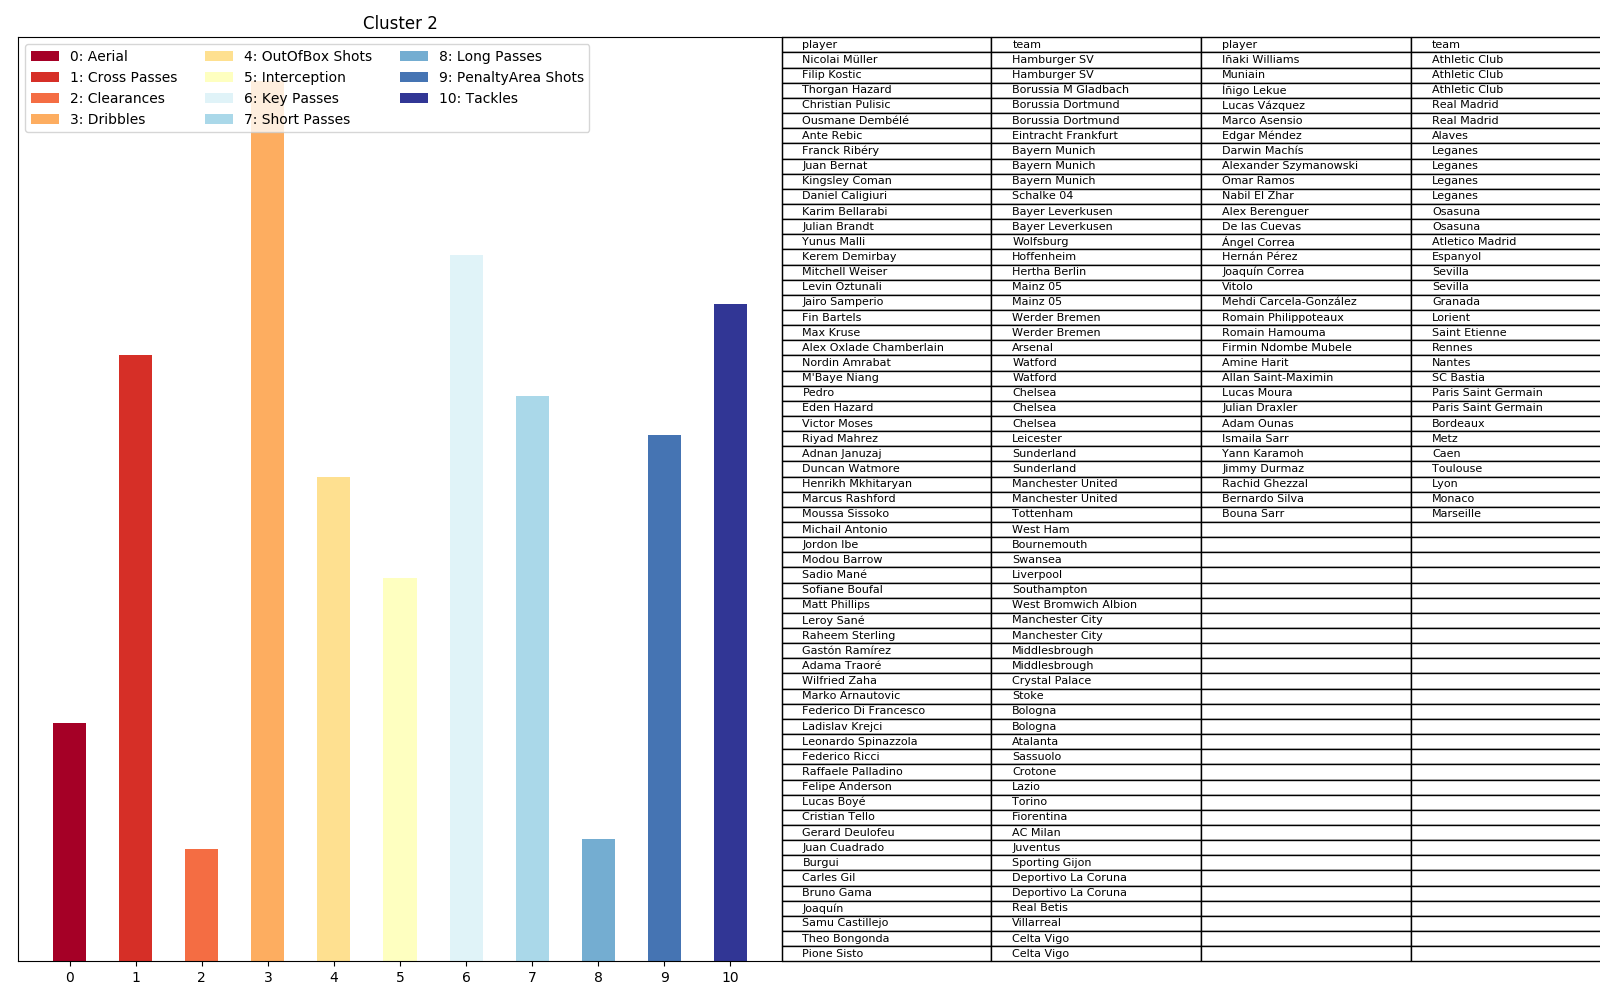 Cluster 2
0: Aerial 4: OutOfBox Shots 8: Long Passes
1: Cross Passes 5: Interception 9: PenaltyArea Shots
2: Clearances 6: Key Passes 10: Tackles
3: Dribbles 7: Short Passes
0 1 2 3 4 5 6 7 8 9 10
player team player team
Nicolai Müller Hamburger SV Iñaki Williams Athletic Club
Filip Kostic Hamburger SV Muniain Athletic Club
Thorgan Hazard Borussia M Gladbach Iñigo Lekue Athletic Club
Christian Pulisic Borussia Dortmund Lucas Vázquez Real Madrid
Ousmane Dembélé Borussia Dortmund Marco Asensio Real Madrid
Ante Rebic Eintracht Frankfurt Edgar Méndez Alaves
Franck Ribéry Bayern Munich Darwin Machís Leganes
Juan Bernat Bayern Munich Alexander Szymanowski Leganes
Kingsley Coman Bayern Munich Omar Ramos Leganes
Daniel Caligiuri Schalke 04 Nabil El Zhar Leganes
Karim Bellarabi Bayer Leverkusen Alex Berenguer Osasuna
Julian Brandt Bayer Leverkusen De las Cuevas Osasuna
Yunus Malli Wolfsburg Ángel Correa Atletico Madrid
Kerem Demirbay Hoffenheim Hernán Pérez Espanyol
Mitchell Weiser Hertha Berlin Joaquín Correa Sevilla
Levin Öztunali Mainz 05 Vitolo Sevilla
Jairo Samperio Mainz 05 Mehdi Carcela-González Granada
Fin Bartels Werder Bremen Romain Philippoteaux Lorient
Max Kruse Werder Bremen Romain Hamouma Saint Etienne
Alex Oxlade Chamberlain Arsenal Firmin Ndombe Mubele Rennes
Nordin Amrabat Watford Amine Harit Nantes
M'Baye Niang Watford Allan Saint-Maximin SC Bastia
Pedro Chelsea Lucas Moura Paris Saint Germain
Eden Hazard Chelsea Julian Draxler Paris Saint Germain
Victor Moses Chelsea Adam Ounas Bordeaux
Riyad Mahrez Leicester Ismaila Sarr Metz
Adnan Januzaj Sunderland Yann Karamoh Caen
Duncan Watmore Sunderland Jimmy Durmaz Toulouse
Henrikh Mkhitaryan Manchester United Rachid Ghezzal Lyon
Marcus Rashford Manchester United Bernardo Silva Monaco
Moussa Sissoko Tottenham Bouna Sarr Marseille
Michail Antonio West Ham
Jordon Ibe Bournemouth
Modou Barrow Swansea
Sadio Mané Liverpool
Sofiane Boufal Southampton
Matt Phillips West Bromwich Albion
Leroy Sané Manchester City
Raheem Sterling Manchester City
Gastón Ramírez Middlesbrough
Adama Traoré Middlesbrough
Wilfried Zaha Crystal Palace
Marko Arnautovic Stoke
Federico Di Francesco Bologna
Ladislav Krejci Bologna
Leonardo Spinazzola Atalanta
Federico Ricci Sassuolo
Raffaele Palladino Crotone
Felipe Anderson Lazio
Lucas Boyé Torino
Cristian Tello Fiorentina
Gerard Deulofeu AC Milan
Juan Cuadrado Juventus
Burgui Sporting Gijon
Carles Gil Deportivo La Coruna
Bruno Gama Deportivo La Coruna
Joaquín Real Betis
Samu Castillejo Villarreal
Theo Bongonda Celta Vigo
Pione Sisto Celta Vigo